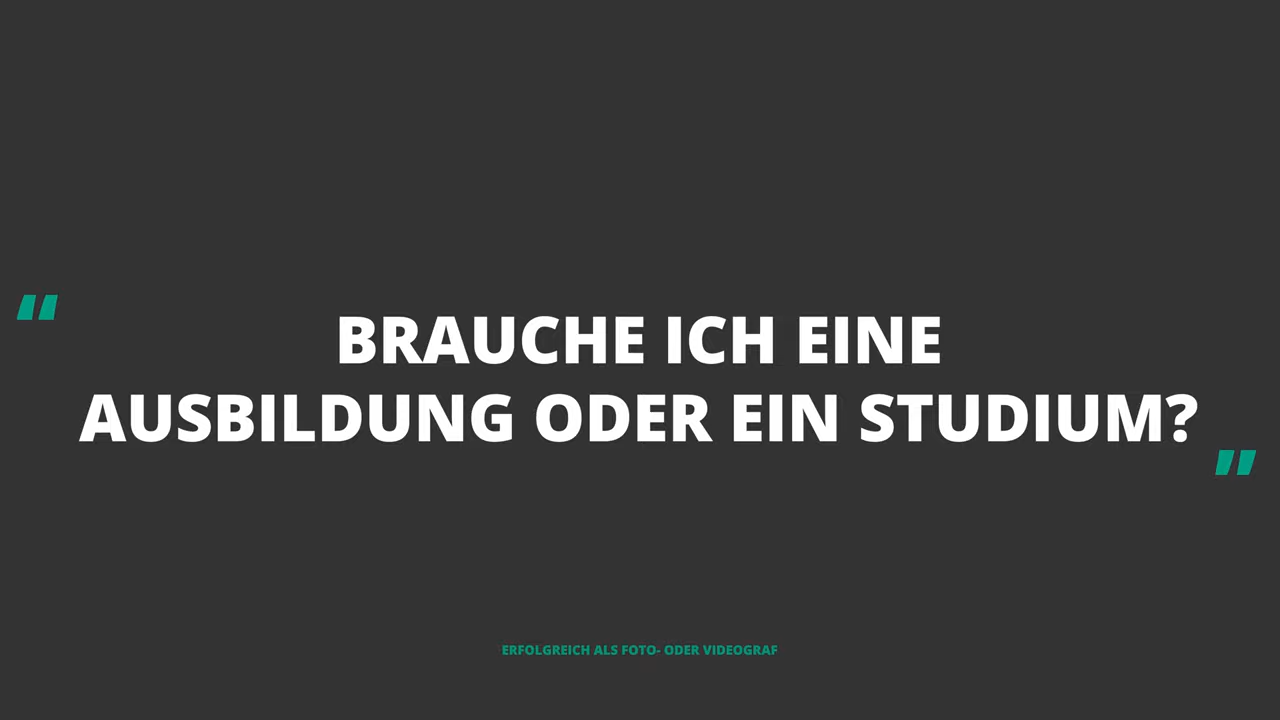 “
BRAUCHE ICH EINE
AUSBILDUNG ODER EIN STUDIUM?
”
ERFOLGREICH ALS FOTO- ODER VIDEOGRAF